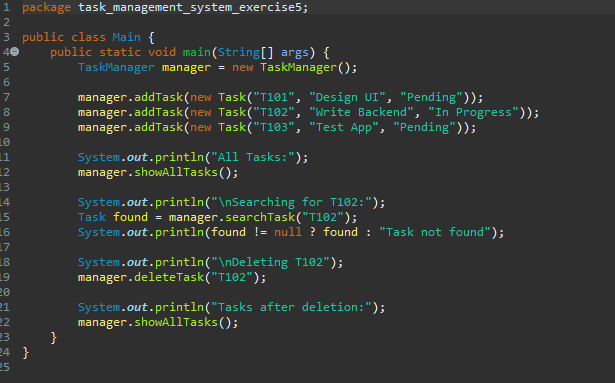 1 package task_management_system_exercise5;
2
3 public class Main {
4 public static void main(String[] args) {
5 TaskManager manager = new TaskManager();
6
7 manager.addTask(new Task("T101", "Design UI", "Pending"));
8 manager.addTask(new Task("T102", "Write Backend", "In Progress"));
9 manager.addTask(new Task("T103", "Test App", "Pending"));
10
11 System.out.println("All Tasks:");
12 manager.showAllTasks();
13
14 System.out.println("\nSearching for T102:");
15 Task found = manager.searchTask("T102");
16 System.out.println(found != null ? found : "Task not found");
17
18 System.out.println("\nDeleting T102");
19 manager.deleteTask("T102");
20
21 System.out.println("Tasks after deletion:");
22 manager.showAllTasks();
23 }
24 }
25